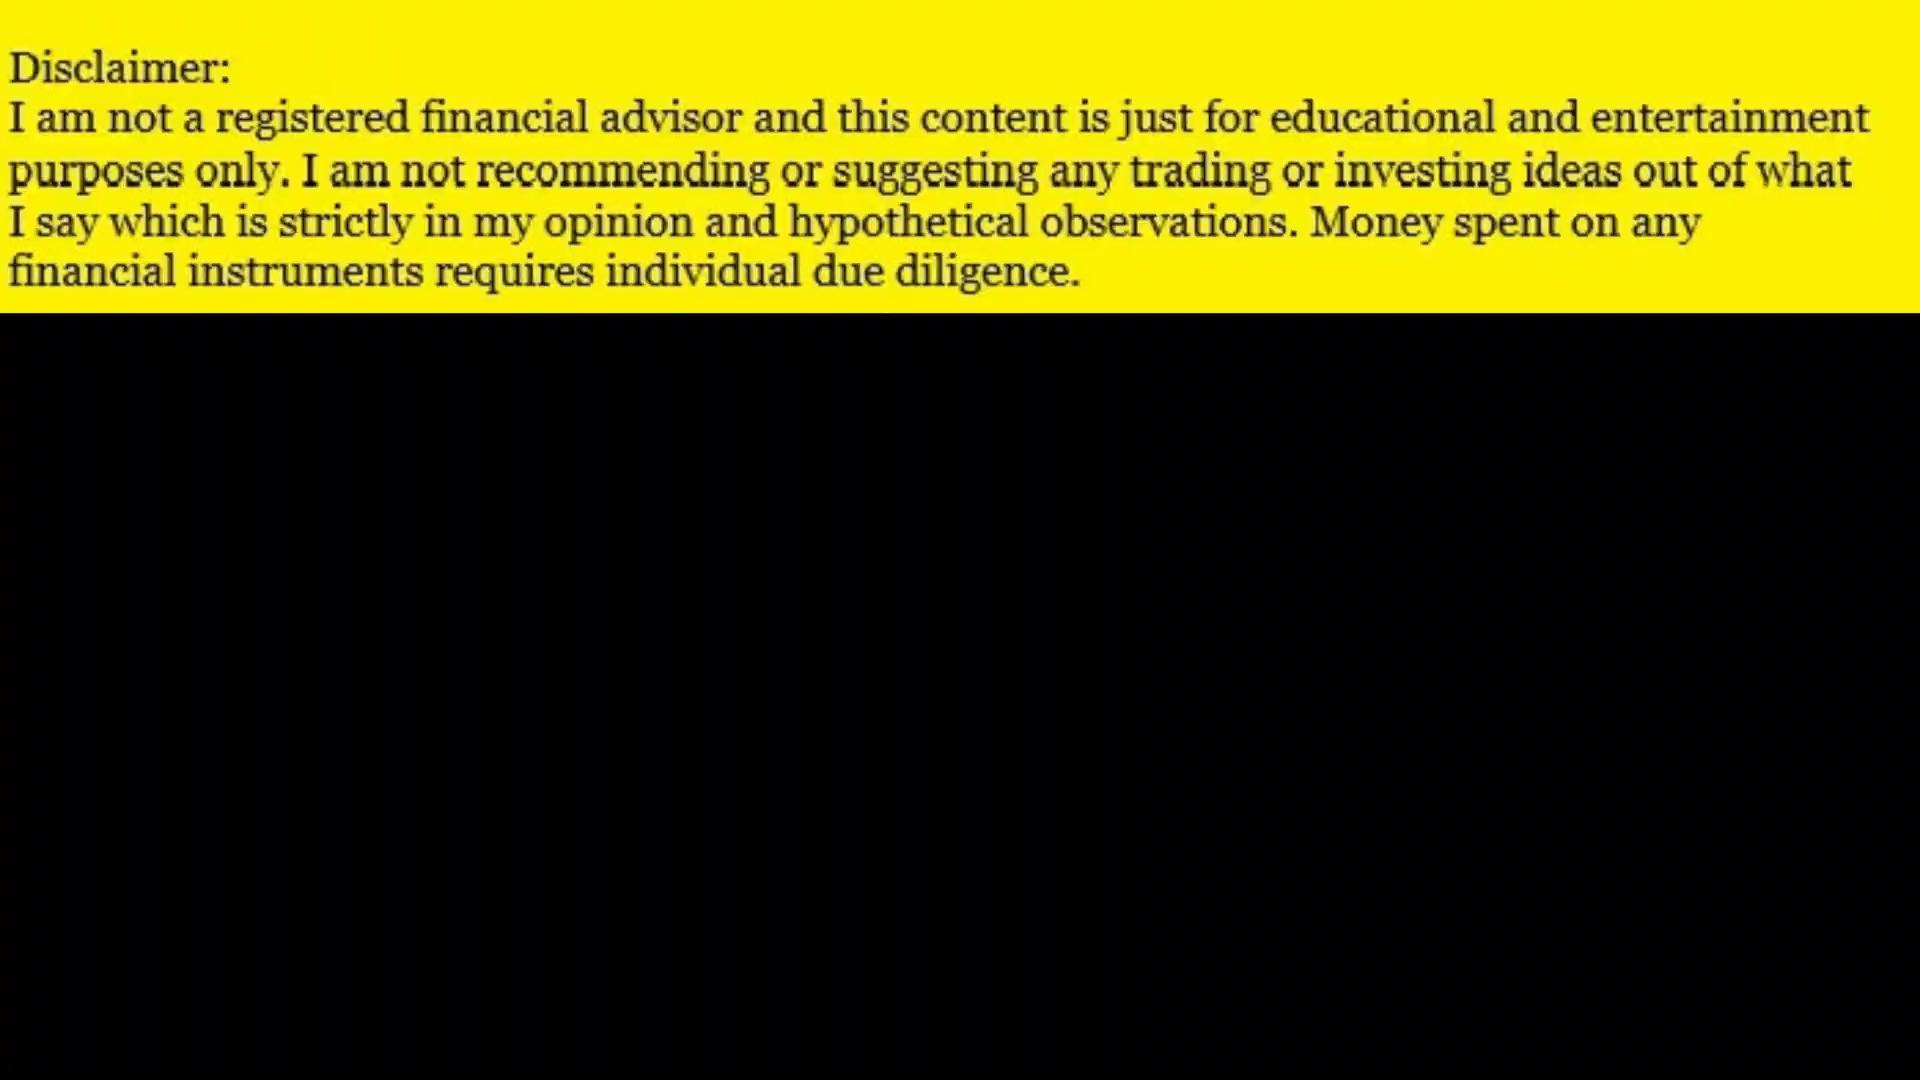 Disclaimer:
I am not a registered financial advisor and this content is just for educational and entertainment
purposes only. I am not recommending or suggesting any trading or investing ideas out of what
I say which is strictly in my opinion and hypothetical observations. Money spent on any
financial instruments requires individual due diligence.